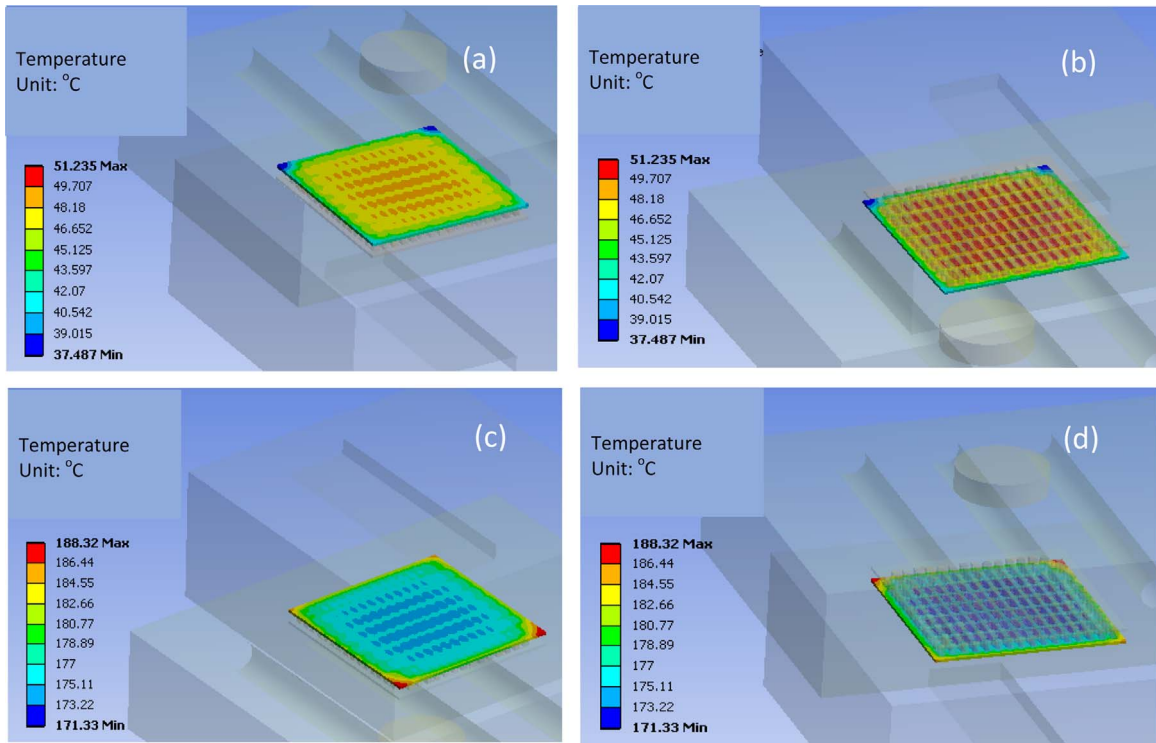 Temperature
Unit: °C
(a)
51.235 Max
49.707
48.18
46.652
45.125
43.597
42.07
40.542
39.015
37.487 Min
Temperature
Unit: °C
(b)
51.235 Max
49.707
48.18
46.652
45.125
43.597
42.07
40.542
39.015
37.487 Min
Temperature
Unit: °C
(c)
188.32 Max
186.44
184.55
182.66
180.77
178.89
177
175.11
173.22
171.33 Min
Temperature
Unit: °C
(d)
188.32 Max
186.44
184.55
182.66
180.77
178.89
177
175.11
173.22
171.33 Min